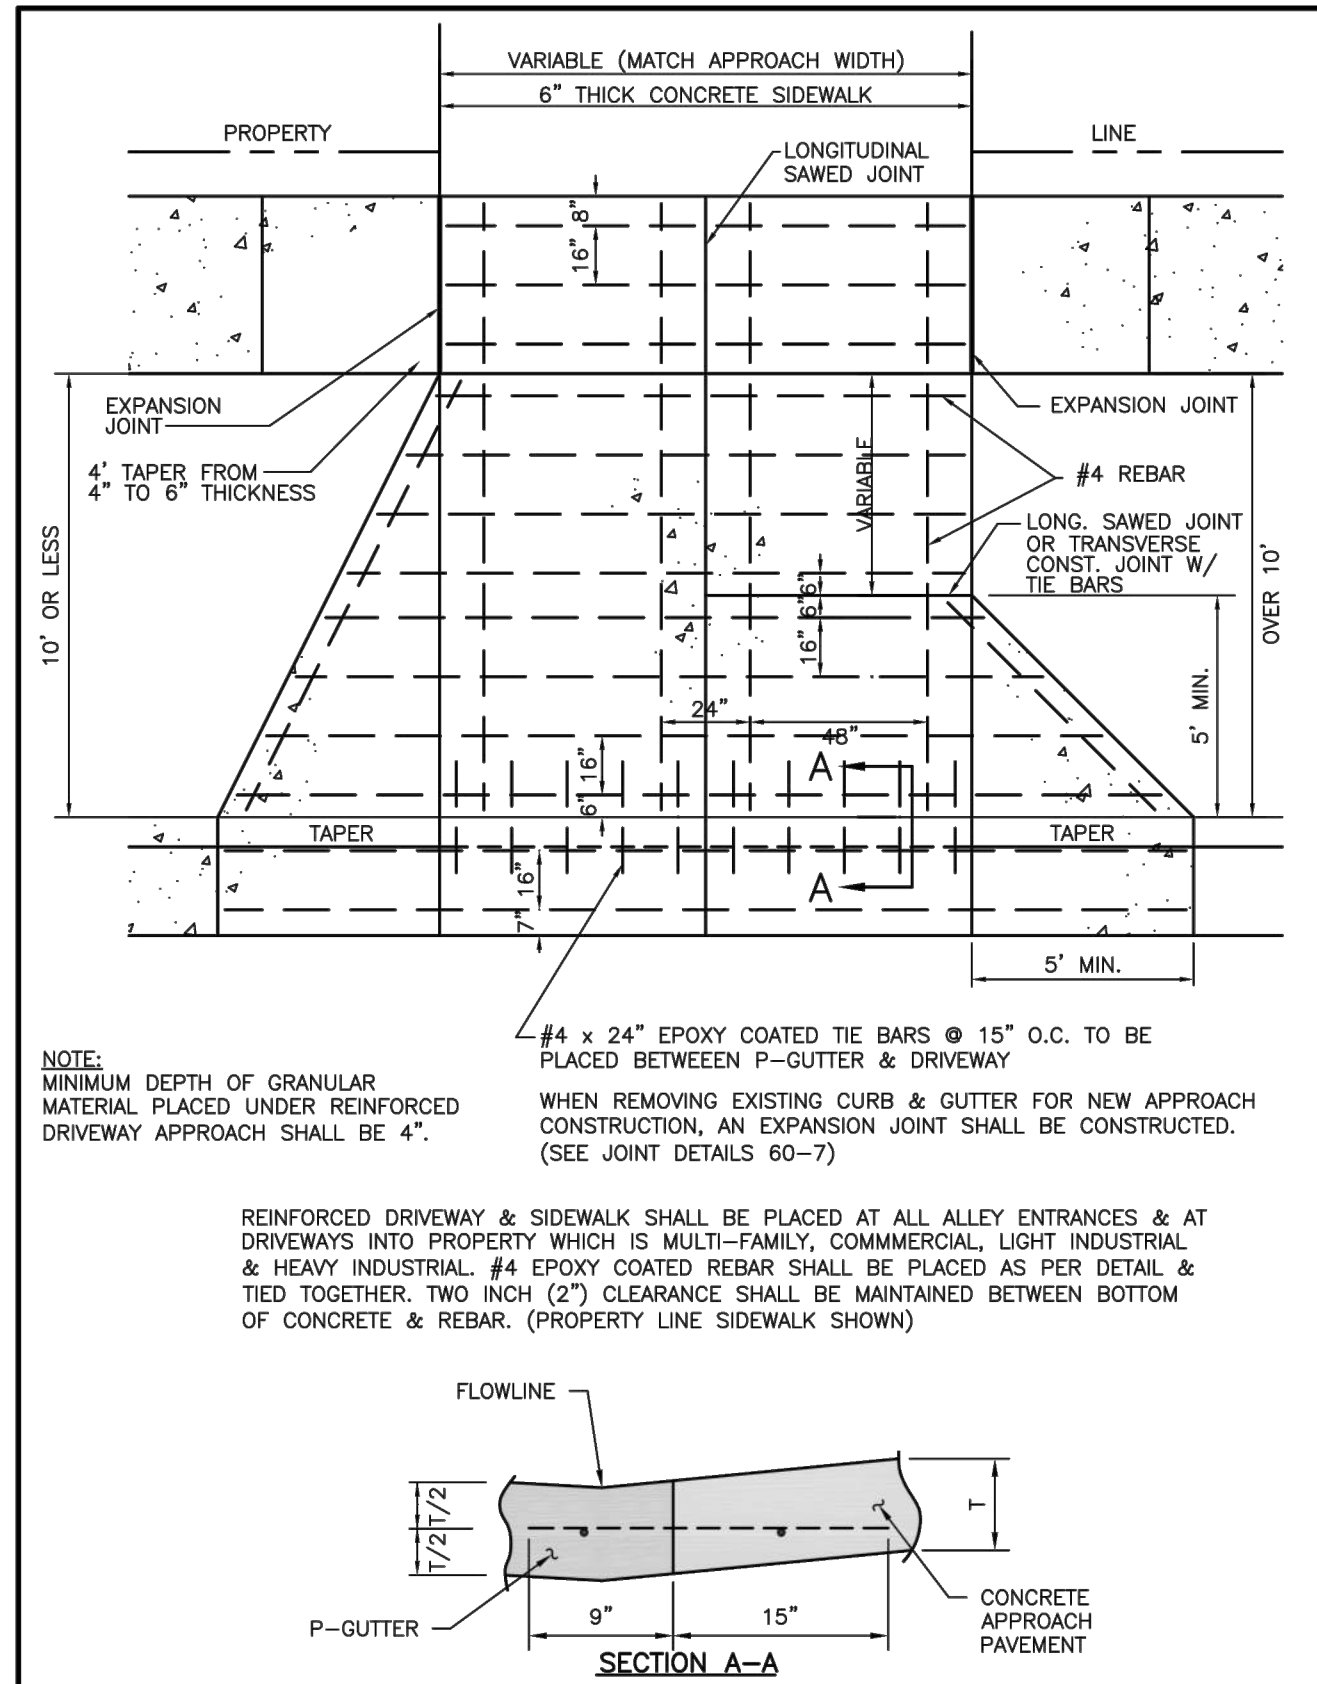 VARIABLE (MATCH APPROACH WIDTH)
6” THICK CONCRETE SIDEWALK
PROPERTY
LINE
LONGITUDINAL
SAWED JOINT
8”
16”
EXPANSION
JOINT
EXPANSION JOINT
4’ TAPER FROM
4” TO 6” THICKNESS
#4 REBAR
VARIABLE
LONG. SAWED JOINT
OR TRANSVERSE
CONST. JOINT W/
TIE BARS
10’ OR LESS
OVER 10’
6”
6”
16”
5’ MIN.
24”
48”
16”
6”
A
TAPER
TAPER
16”
7”
A
5’ MIN.
#4 x 24” EPOXY COATED TIE BARS @ 15” O.C. TO BE
PLACED BETWEEEN P-GUTTER & DRIVEWAY
NOTE:
MINIMUM DEPTH OF GRANULAR
MATERIAL PLACED UNDER REINFORCED
DRIVEWAY APPROACH SHALL BE 4”.
WHEN REMOVING EXISTING CURB & GUTTER FOR NEW APPROACH
CONSTRUCTION, AN EXPANSION JOINT SHALL BE CONSTRUCTED.
(SEE JOINT DETAILS 60-7)
REINFORCED DRIVEWAY & SIDEWALK SHALL BE PLACED AT ALL ALLEY ENTRANCES & AT
DRIVEWAYS INTO PROPERTY WHICH IS MULTI-FAMILY, COMMMERCIAL, LIGHT INDUSTRIAL
& HEAVY INDUSTRIAL. #4 EPOXY COATED REBAR SHALL BE PLACED AS PER DETAIL &
TIED TOGETHER. TWO INCH (2”) CLEARANCE SHALL BE MAINTAINED BETWEEN BOTTOM
OF CONCRETE & REBAR. (PROPERTY LINE SIDEWALK SHOWN)
FLOWLINE
T/2
T/2
T
P-GUTTER
9”
15”
CONCRETE
APPROACH
PAVEMENT
SECTION A-A